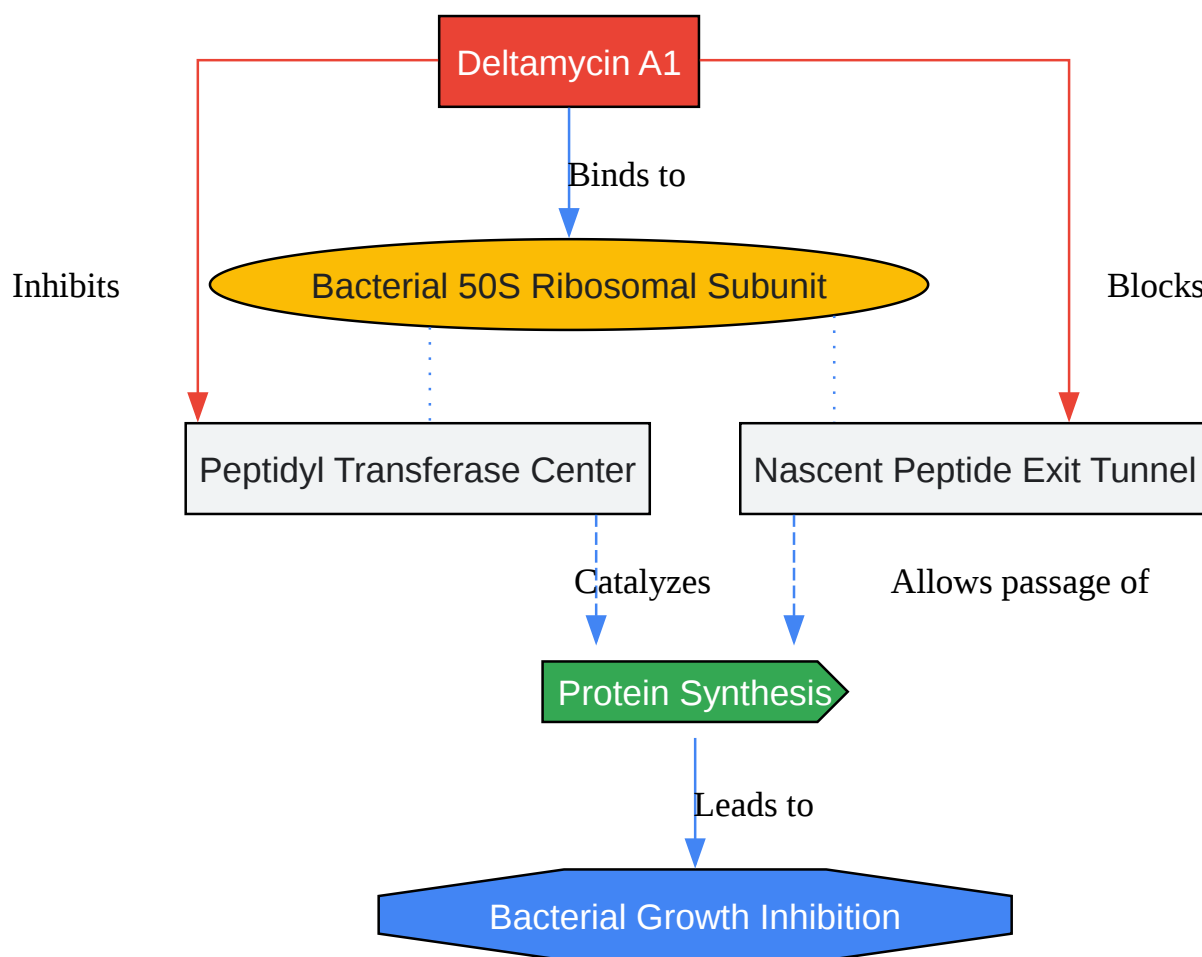 Deltamycin A1
Binds to
Inhibits
Bacterial 50S Ribosomal Subunit
Blocks
Peptidyl Transferase Center
Nascent Peptide Exit Tunnel
Catalyzes
Allows passage of
Protein Synthesis
Leads to
Bacterial Growth Inhibition